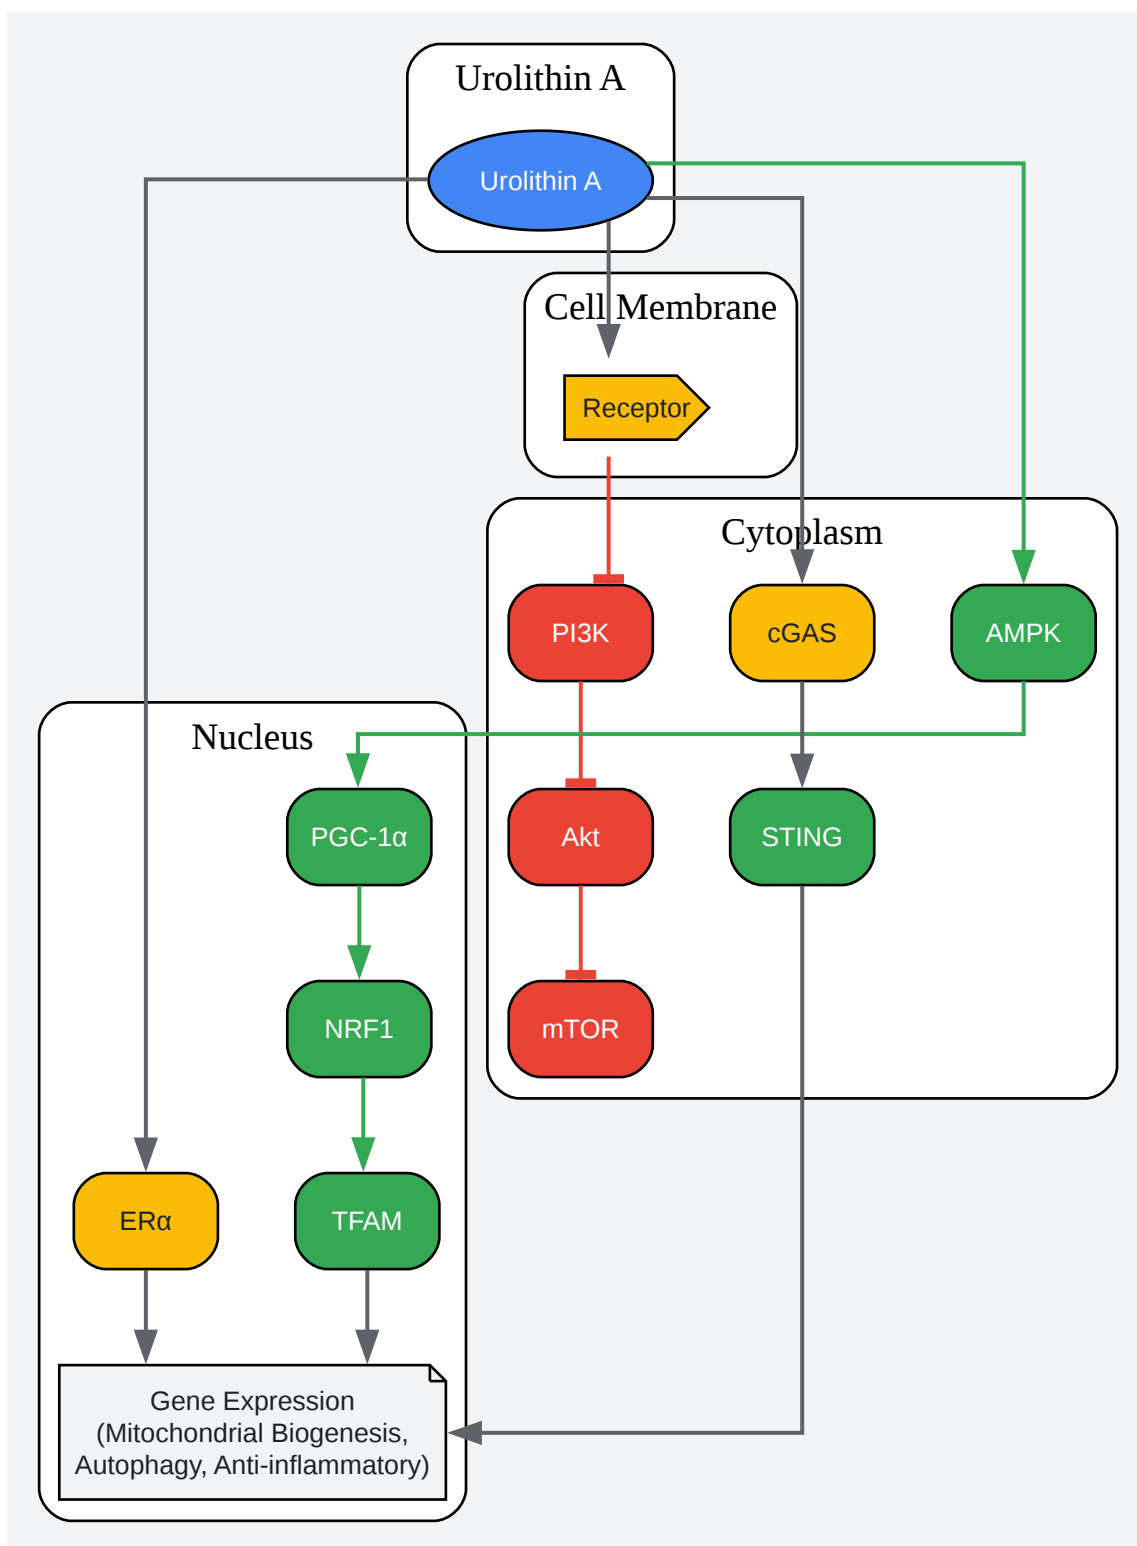 Urolithin A
Urolithin A
Cell Membrane
Receptor
Cytoplasm
PI3K
cGAS
AMPK
Nucleus
PGC-1α
Akt
STING
NRF1
mTOR
ERα
TFAM
Gene Expression
(Mitochondrial Biogenesis,
Autophagy, Anti-inflammatory)